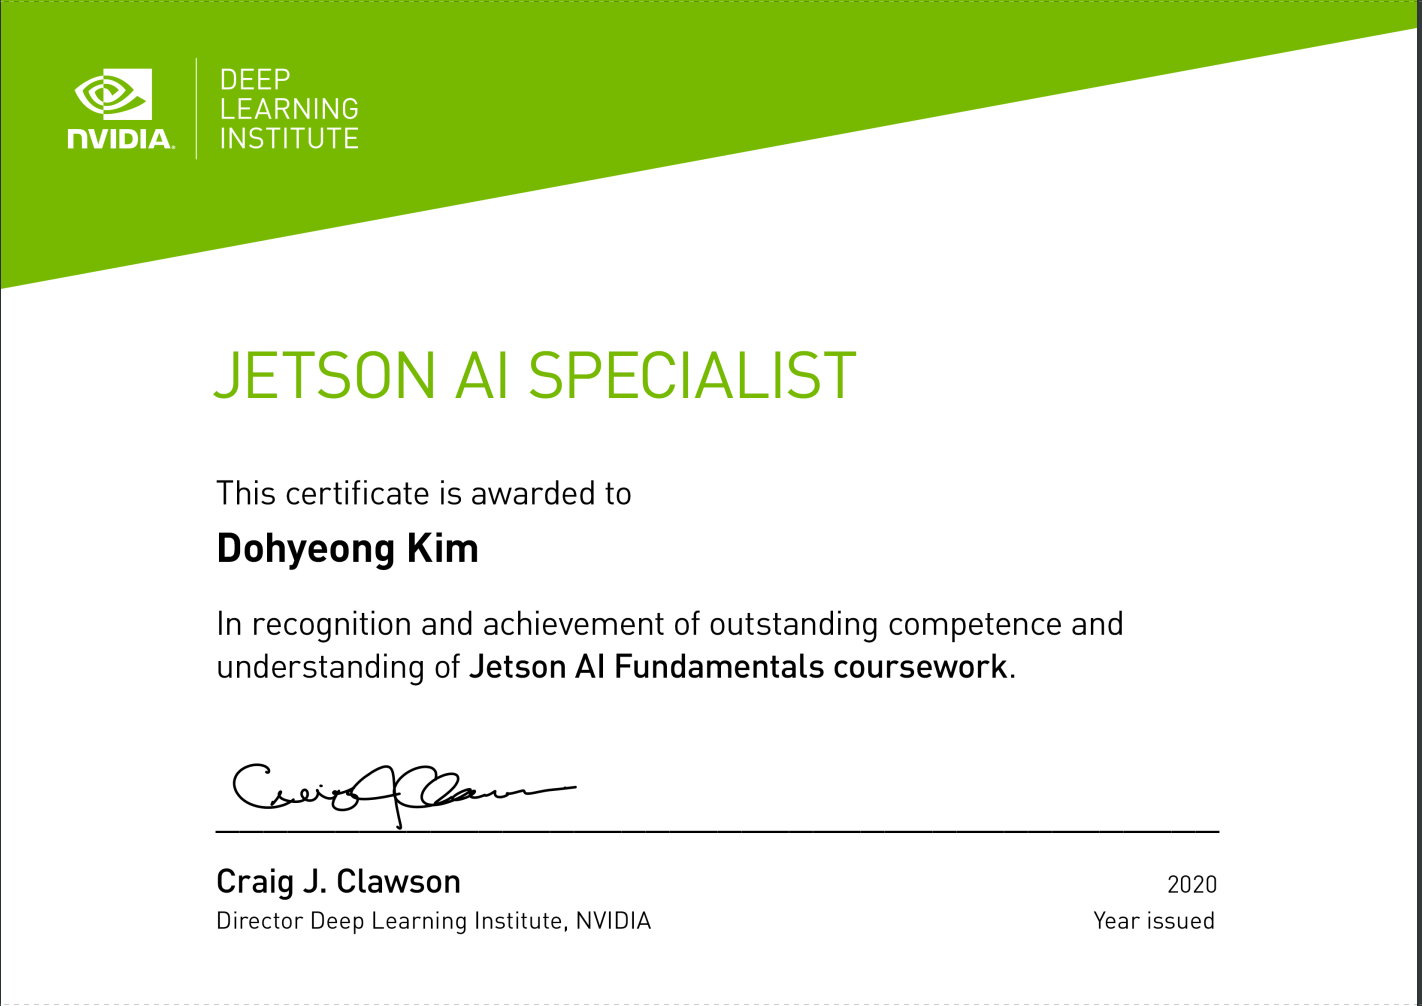 NVIDIA
DEEP
LEARNING
INSTITUTE
JETSON AI SPECIALIST
This certificate is awarded to
Dohyeong Kim
In recognition and achievement of outstanding competence and
understanding of Jetson AI Fundamentals coursework.
Craig J. Clawson
Craig J. Clawson
2020
Director Deep Learning Institute, NVIDIA
Year issued